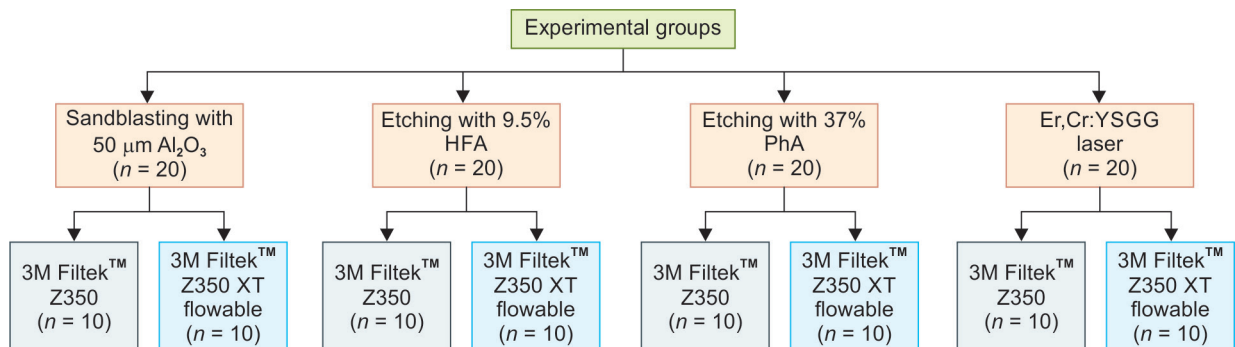 Experimental groups
Sandblasting with
50 μm Al₂O₃
(n = 20)
Etching with 9.5%
HFA
(n = 20)
Etching with 37%
PhA
(n = 20)
Er,Cr:YSGG
laser
(n = 20)
3M Filtek™
Z350
(n = 10)
3M Filtek™
Z350 XT
flowable
(n = 10)
3M Filtek™
Z350
(n = 10)
3M Filtek™
Z350 XT
flowable
(n = 10)
3M Filtek™
Z350
(n = 10)
3M Filtek™
Z350 XT
flowable
(n = 10)
3M Filtek™
Z350
(n = 10)
3M Filtek™
Z350 XT
flowable
(n = 10)